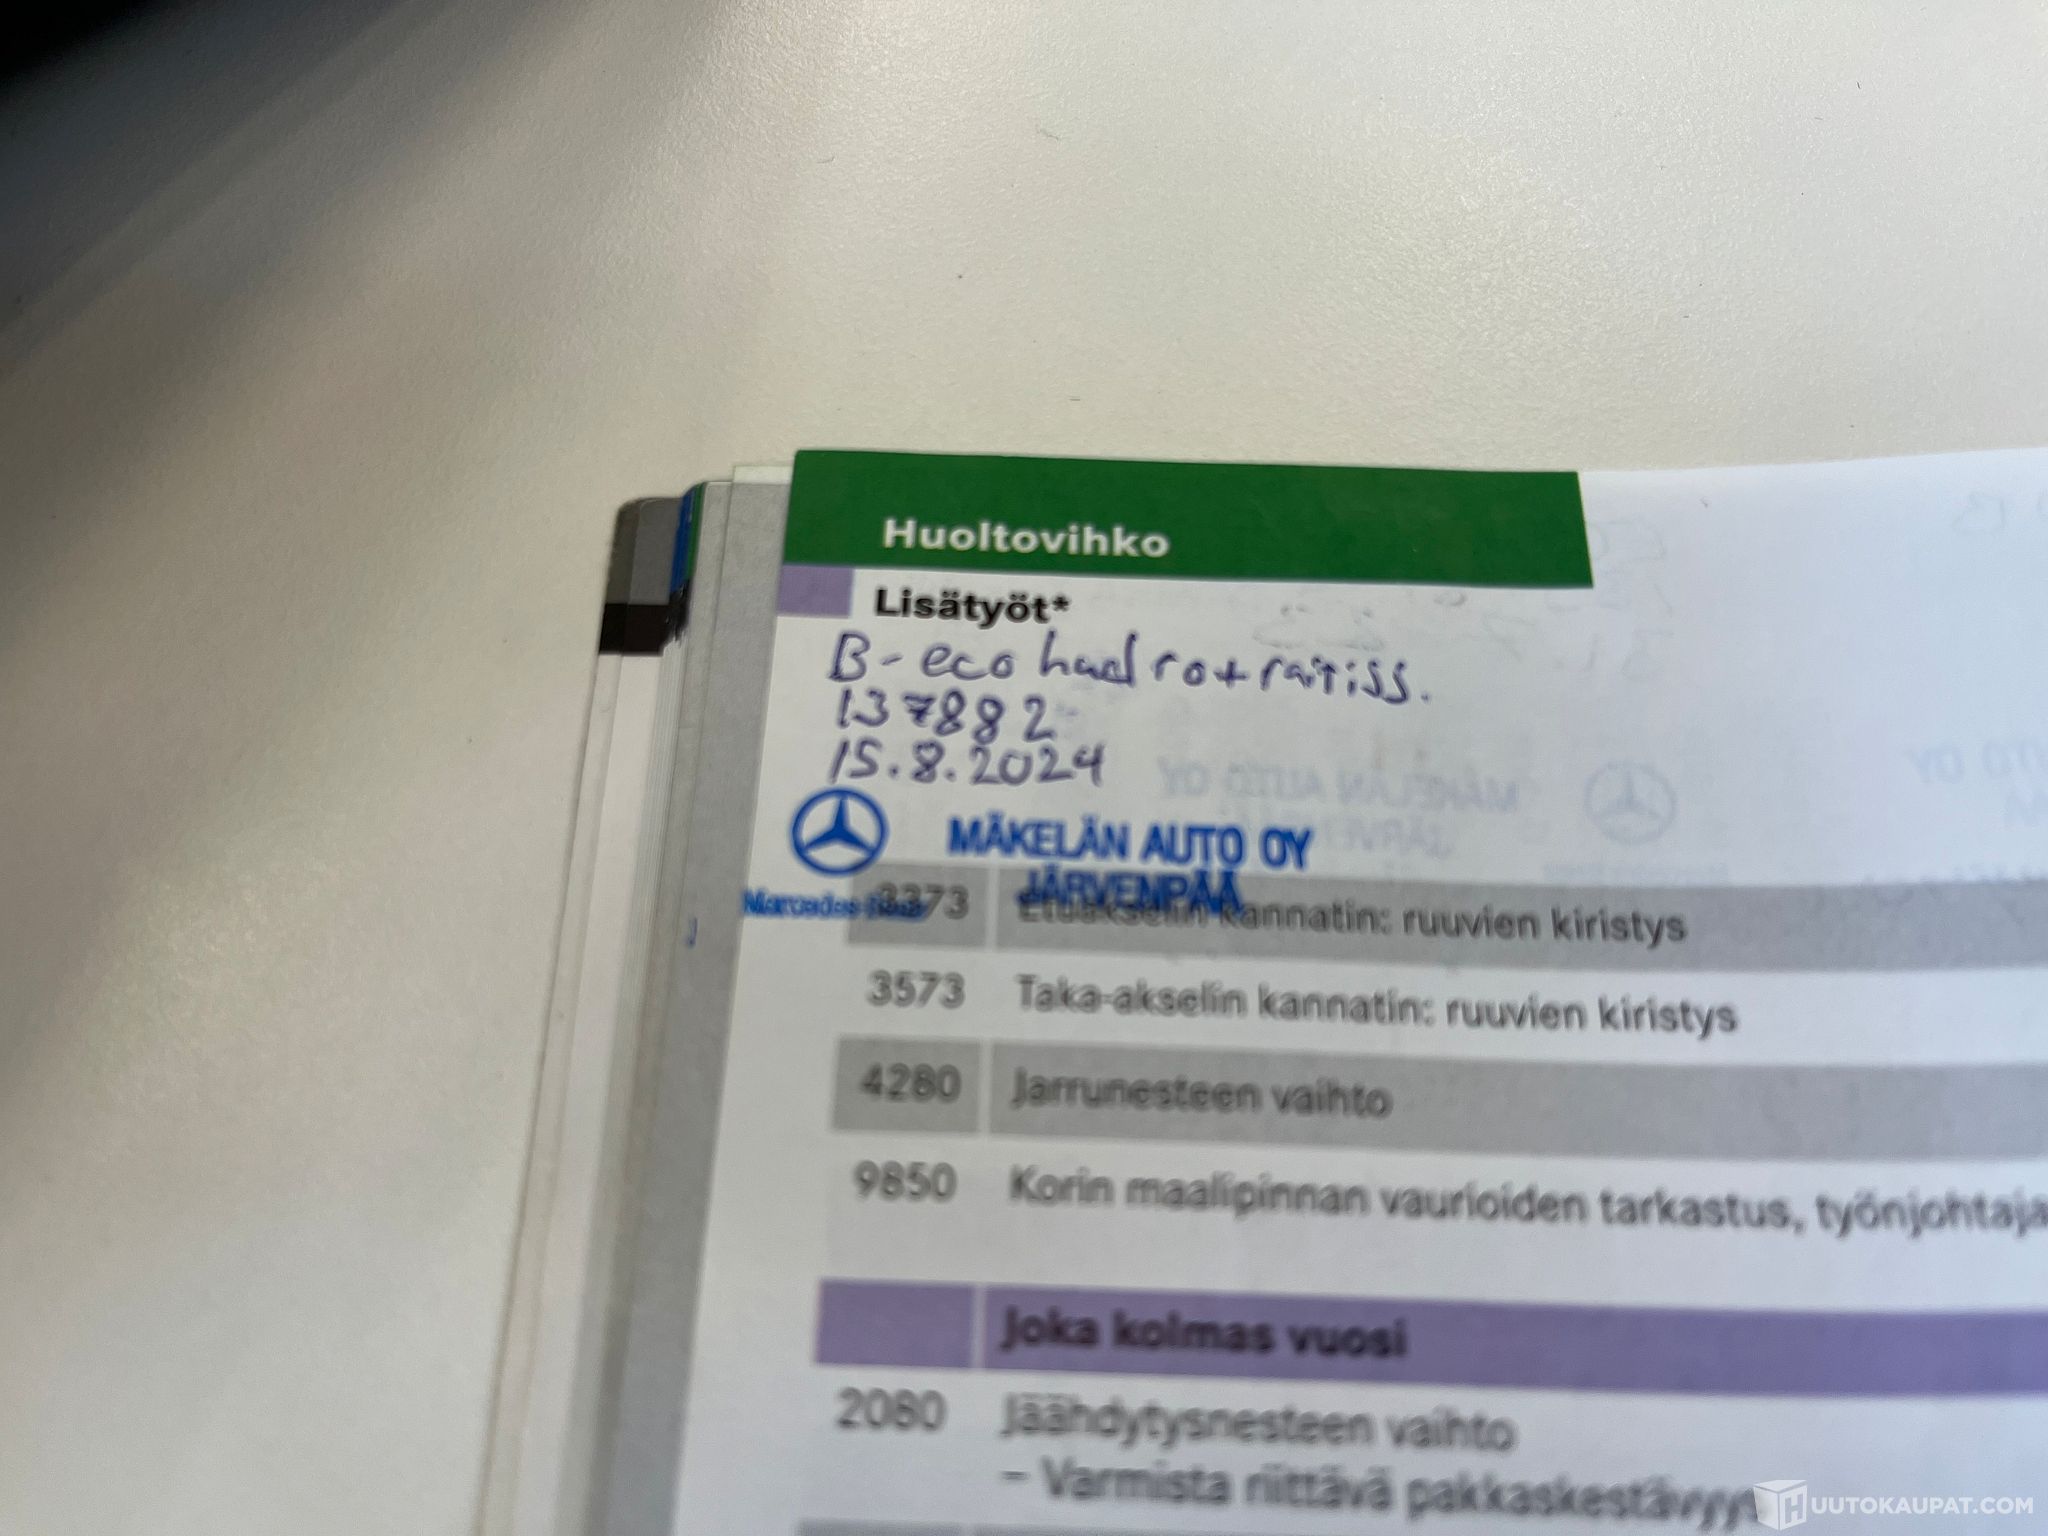 Huoltovihko
Lisätyöt*
B-eco
137882
15.8.2024
MÄKELÄN AUTO OY
JÄRVENPÄÄ
Mercedes-Benz
3373 Etuakselin kannatin: ruuvien kiristys
3573 Taka-akselin kannatin: ruuvien kiristys
4280 Jarrunesteen vaihto
9850 Korin maalipinnan vaurioiden tarkastus, työnjohtaja
Joka kolmas vuosi
2080 Jäähdytysnesteen vaihto
– Varmista riittävä
HUUTOKAUPAT.COM